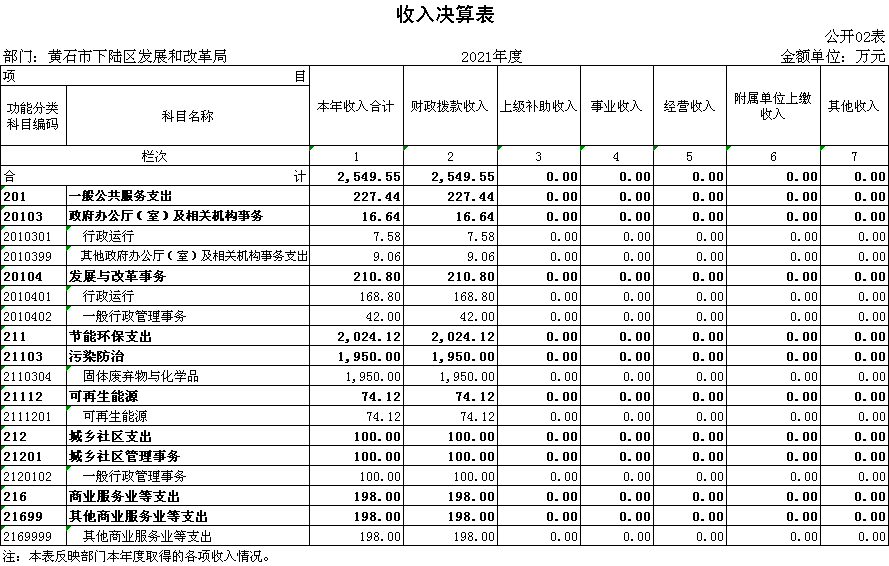 收入决算表
公开02表
部门：黄石市下陆区发展和改革局 2021年度 金额单位：万元
项 目 本年收入合计 财政拨款收入 上级补助收入 事业收入 经营收入 附属单位上缴收入 其他收入
功能分类科目编码 科目名称
栏次 1 2 3 4 5 6 7
合 计 2,549.55 2,549.55 0.00 0.00 0.00 0.00 0.00
201 一般公共服务支出 227.44 227.44 0.00 0.00 0.00 0.00 0.00
20103 政府办公厅（室）及相关机构事务 16.64 16.64 0.00 0.00 0.00 0.00 0.00
2010301 行政运行 7.58 7.58 0.00 0.00 0.00 0.00 0.00
2010399 其他政府办公厅（室）及相关机构事务支出 9.06 9.06 0.00 0.00 0.00 0.00 0.00
20104 发展与改革事务 210.80 210.80 0.00 0.00 0.00 0.00 0.00
2010401 行政运行 168.80 168.80 0.00 0.00 0.00 0.00 0.00
2010402 一般行政管理事务 42.00 42.00 0.00 0.00 0.00 0.00 0.00
211 节能环保支出 2,024.12 2,024.12 0.00 0.00 0.00 0.00 0.00
21103 污染防治 1,950.00 1,950.00 0.00 0.00 0.00 0.00 0.00
2110304 固体废弃物与化学品 1,950.00 1,950.00 0.00 0.00 0.00 0.00 0.00
21112 可再生能源 74.12 74.12 0.00 0.00 0.00 0.00 0.00
2111201 可再生能源 74.12 74.12 0.00 0.00 0.00 0.00 0.00
212 城乡社区支出 100.00 100.00 0.00 0.00 0.00 0.00 0.00
21201 城乡社区管理事务 100.00 100.00 0.00 0.00 0.00 0.00 0.00
2120102 一般行政管理事务 100.00 100.00 0.00 0.00 0.00 0.00 0.00
216 商业服务业等支出 198.00 198.00 0.00 0.00 0.00 0.00 0.00
21699 其他商业服务业等支出 198.00 198.00 0.00 0.00 0.00 0.00 0.00
2169999 其他商业服务业等支出 198.00 198.00 0.00 0.00 0.00 0.00 0.00
注：本表反映部门本年度取得的各项收入情况。